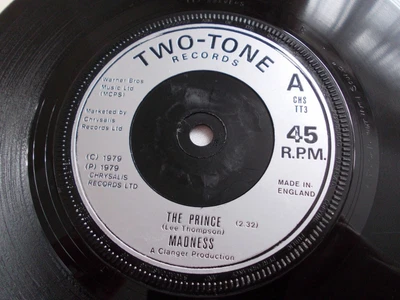 TWO-TONE
RECORDS
A
Warner Bros
Music Ltd
(MCPS)
CHS
TT3
Marketed by
Chrysalis
Records Ltd
45
R.P.M.
(C) 1979
(P) 1979
CHRYSALIS
RECORDS LTD
MADE IN
ENGLAND
THE PRINCE (2.32)
(Lee Thompson)
MADNESS
A Clanger Production